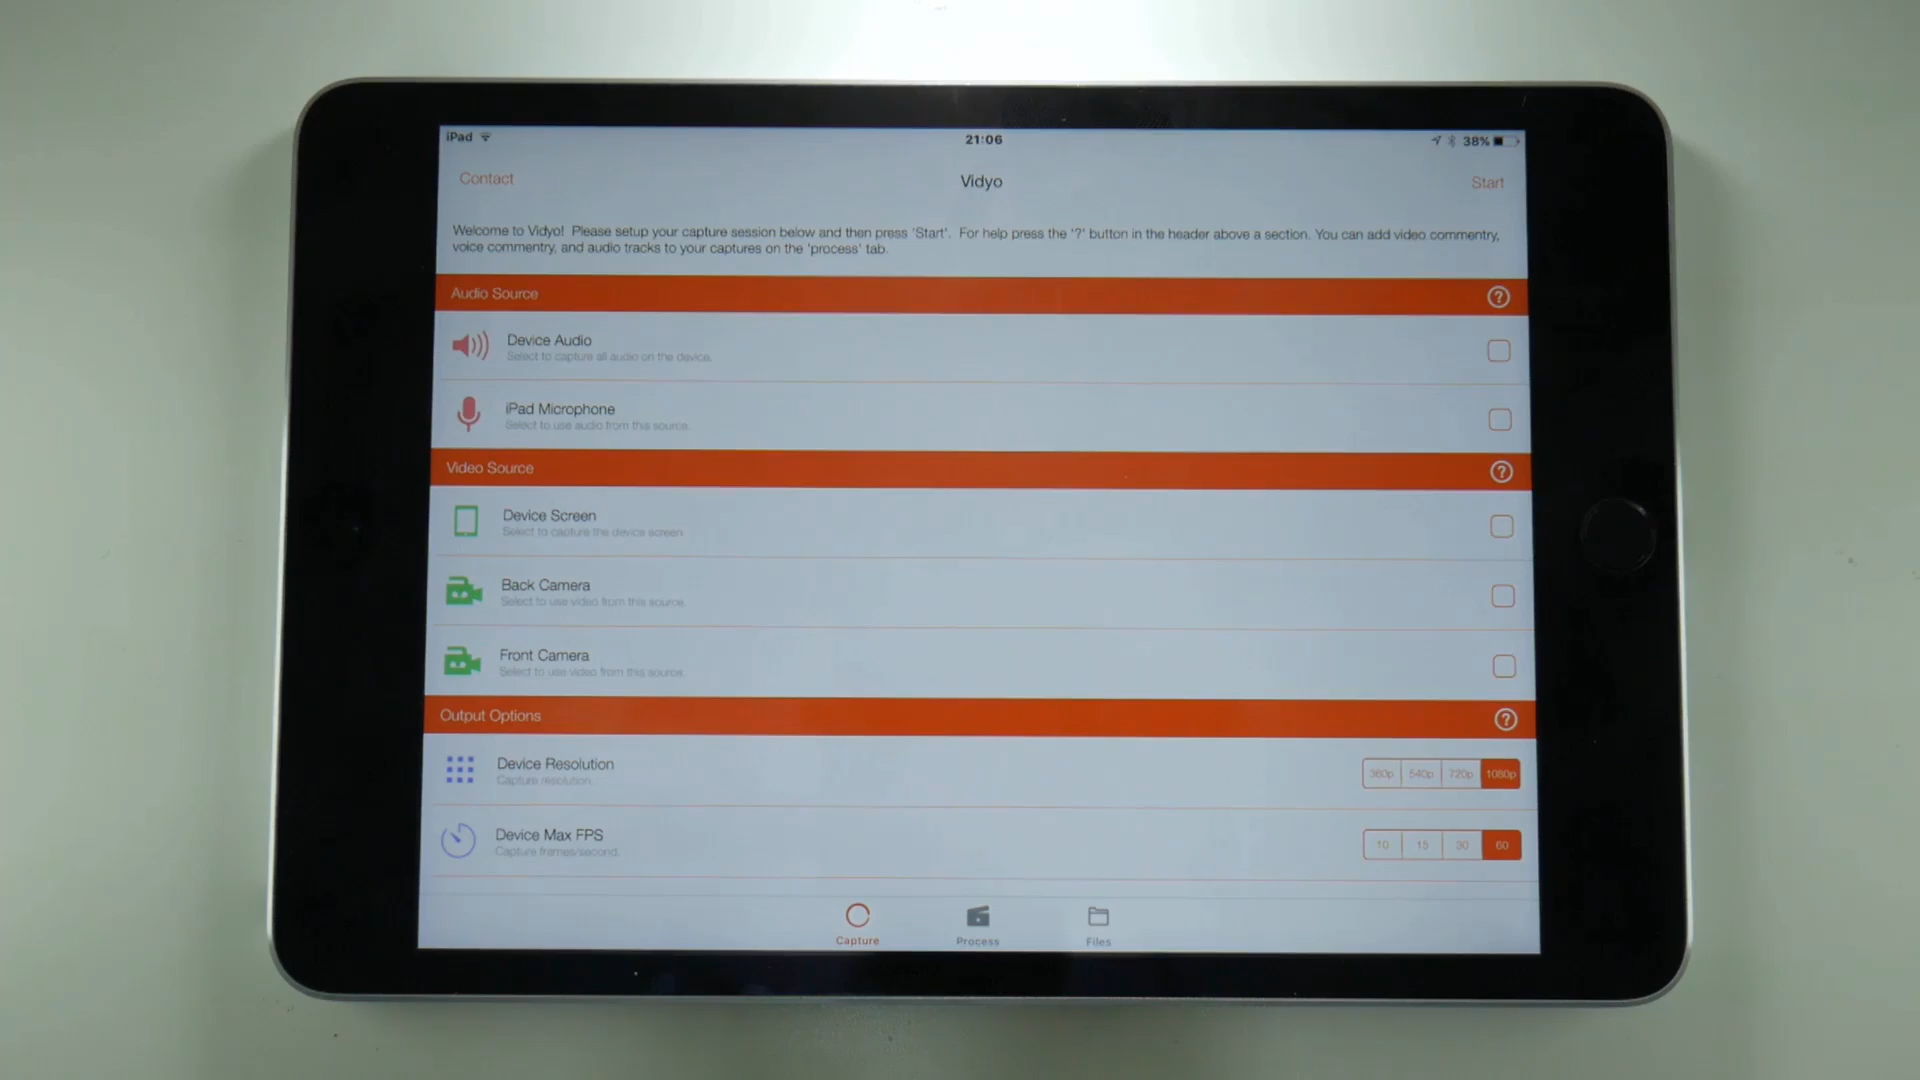 iPad
21:06
38%
Contact
Vidyo
Start
Welcome to Vidyo! Please setup your capture session below and then press 'Start'. For help press the '?' button in the header above a section. You can add video commentry,
voice commentry, and audio tracks to your captures on the 'process' tab.
Audio Source
?
Device Audio
Select to capture all audio on the device.
iPad Microphone
Select to use audio from this source.
Video Source
?
Device Screen
Select to capture the device screen
Back Camera
Select to use video from this source.
Front Camera
Select to use video from this source.
Output Options
?
Device Resolution
Capture resolution.
360p 540p 720p 1080p
Device Max FPS
Capture frames/second.
10 15 30 60
Capture
Process
Files